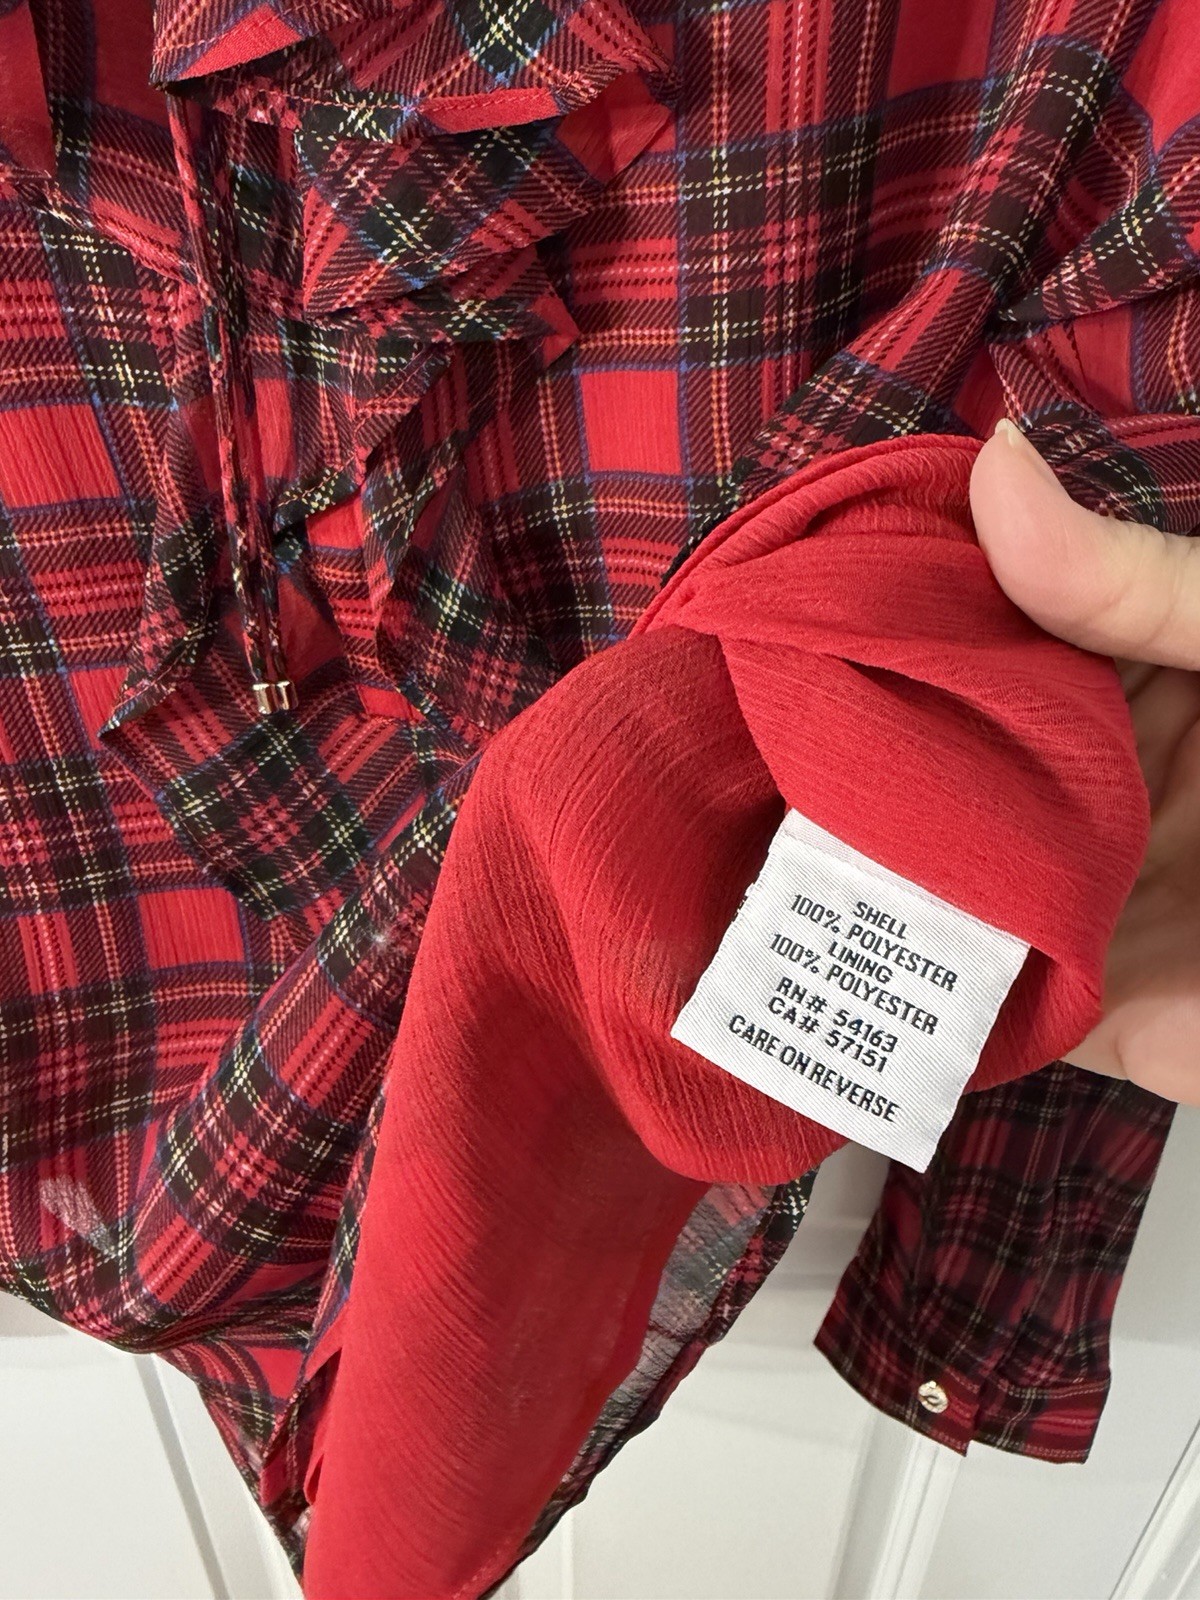 SHELL
100% POLYESTER
LINING
100% POLYESTER
RN# 54163
CA# 57151
CARE ON REVERSE